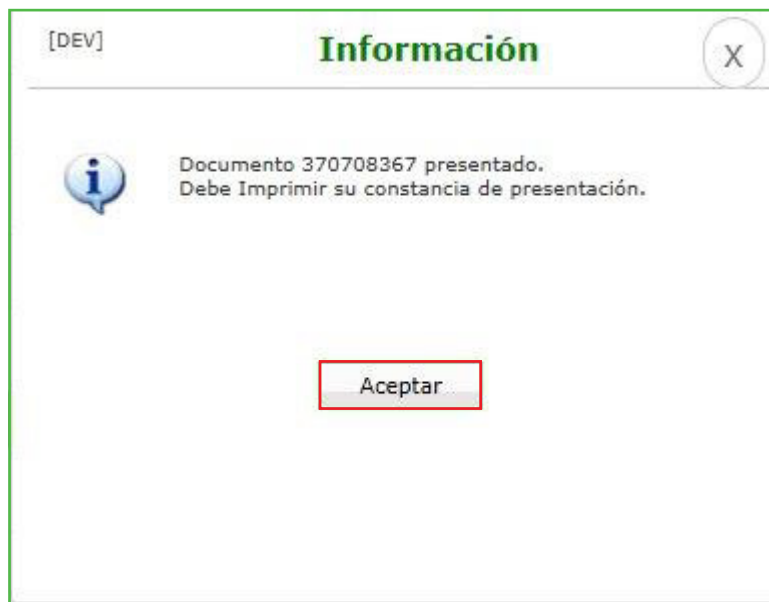 [DEV]
Información
X
Documento 370708367 presentado.
Debe Imprimir su constancia de presentación.
Aceptar